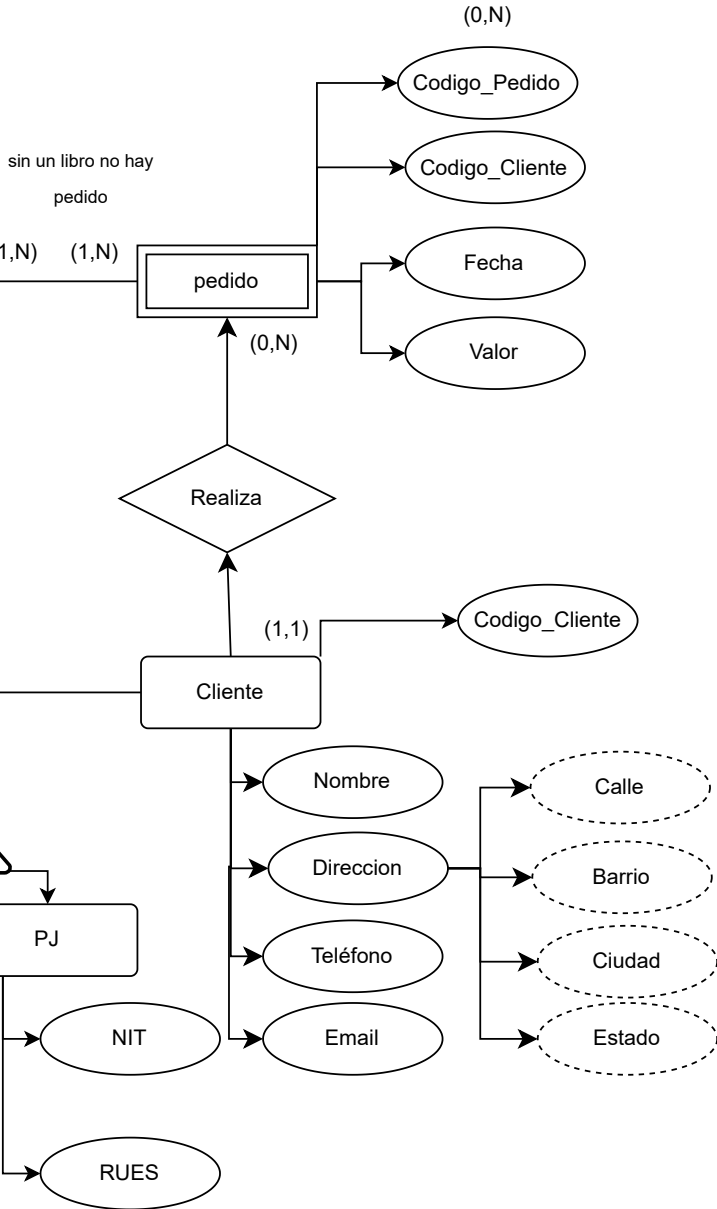 (0,N)
Codigo_Pedido
sin un libro no hay
pedido
Codigo_Cliente
1,N)
(1,N)
pedido
Fecha
(0,N)
Valor
Realiza
(1,1)
Codigo_Cliente
Cliente
Nombre
Calle
Direccion
Barrio
PJ
Teléfono
Ciudad
NIT
Email
Estado
RUES